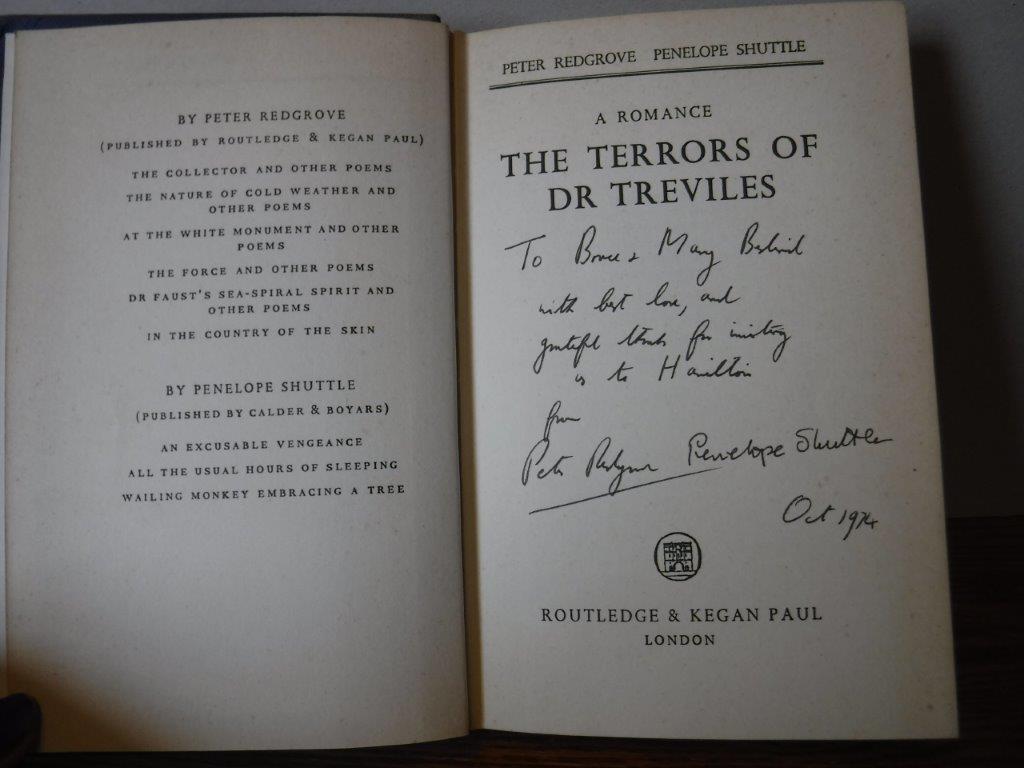 BY PETER REDGROVE
(PUBLISHED BY ROUTLEDGE & KEGAN PAUL)
THE COLLECTOR AND OTHER POEMS
THE NATURE OF COLD WEATHER AND
OTHER POEMS
AT THE WHITE MONUMENT AND OTHER
POEMS
THE FORCE AND OTHER POEMS
DR FAUST'S SEA-SPIRAL SPIRIT AND
OTHER POEMS
IN THE COUNTRY OF THE SKIN
BY PENELOPE SHUTTLE
(PUBLISHED BY CALDER & BOYARS)
AN EXCUSABLE VENGEANCE
ALL THE USUAL HOURS OF SLEEPING
WAILING MONKEY EMBRACING A TREE
PETER REDGROVE PENELOPE SHUTTLE
A ROMANCE
THE TERRORS OF
DR TREVILES
To Bruce & Mary
with best love, and
grateful thanks for inviting
us to Hamilton
from
Peter Redgrove Penelope Shuttle
Oct 1974
ROUTLEDGE & KEGAN PAUL
LONDON